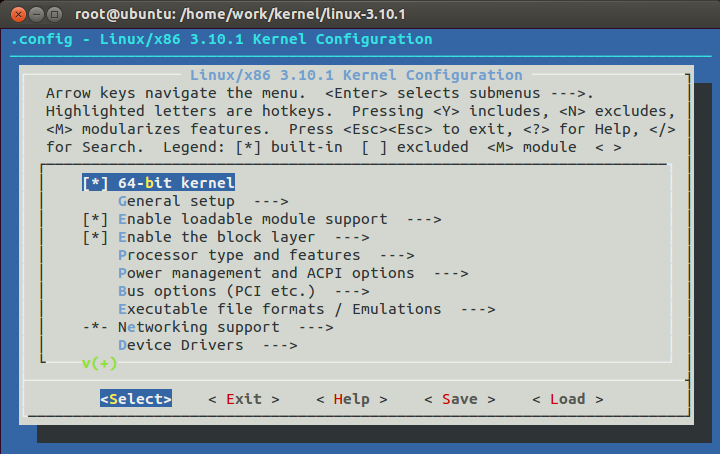 root@ubuntu: /home/work/kernel/linux-3.10.1
.config - Linux/x86 3.10.1 Kernel Configuration
Linux/x86 3.10.1 Kernel Configuration
Arrow keys navigate the menu.  <Enter> selects submenus --->.
Highlighted letters are hotkeys.  Pressing <Y> includes, <N> excludes,
<M> modularizes features.  Press <Esc><Esc> to exit, <?> for Help, </>
for Search.  Legend: [*] built-in  [ ] excluded  <M> module  < >
[*] 64-bit kernel
General setup  --->
[*] Enable loadable module support  --->
[*] Enable the block layer  --->
Processor type and features  --->
Power management and ACPI options  --->
Bus options (PCI etc.)  --->
Executable file formats / Emulations  --->
-*- Networking support  --->
Device Drivers  --->
v(+)
<Select>    < Exit >    < Help >    < Save >    < Load >